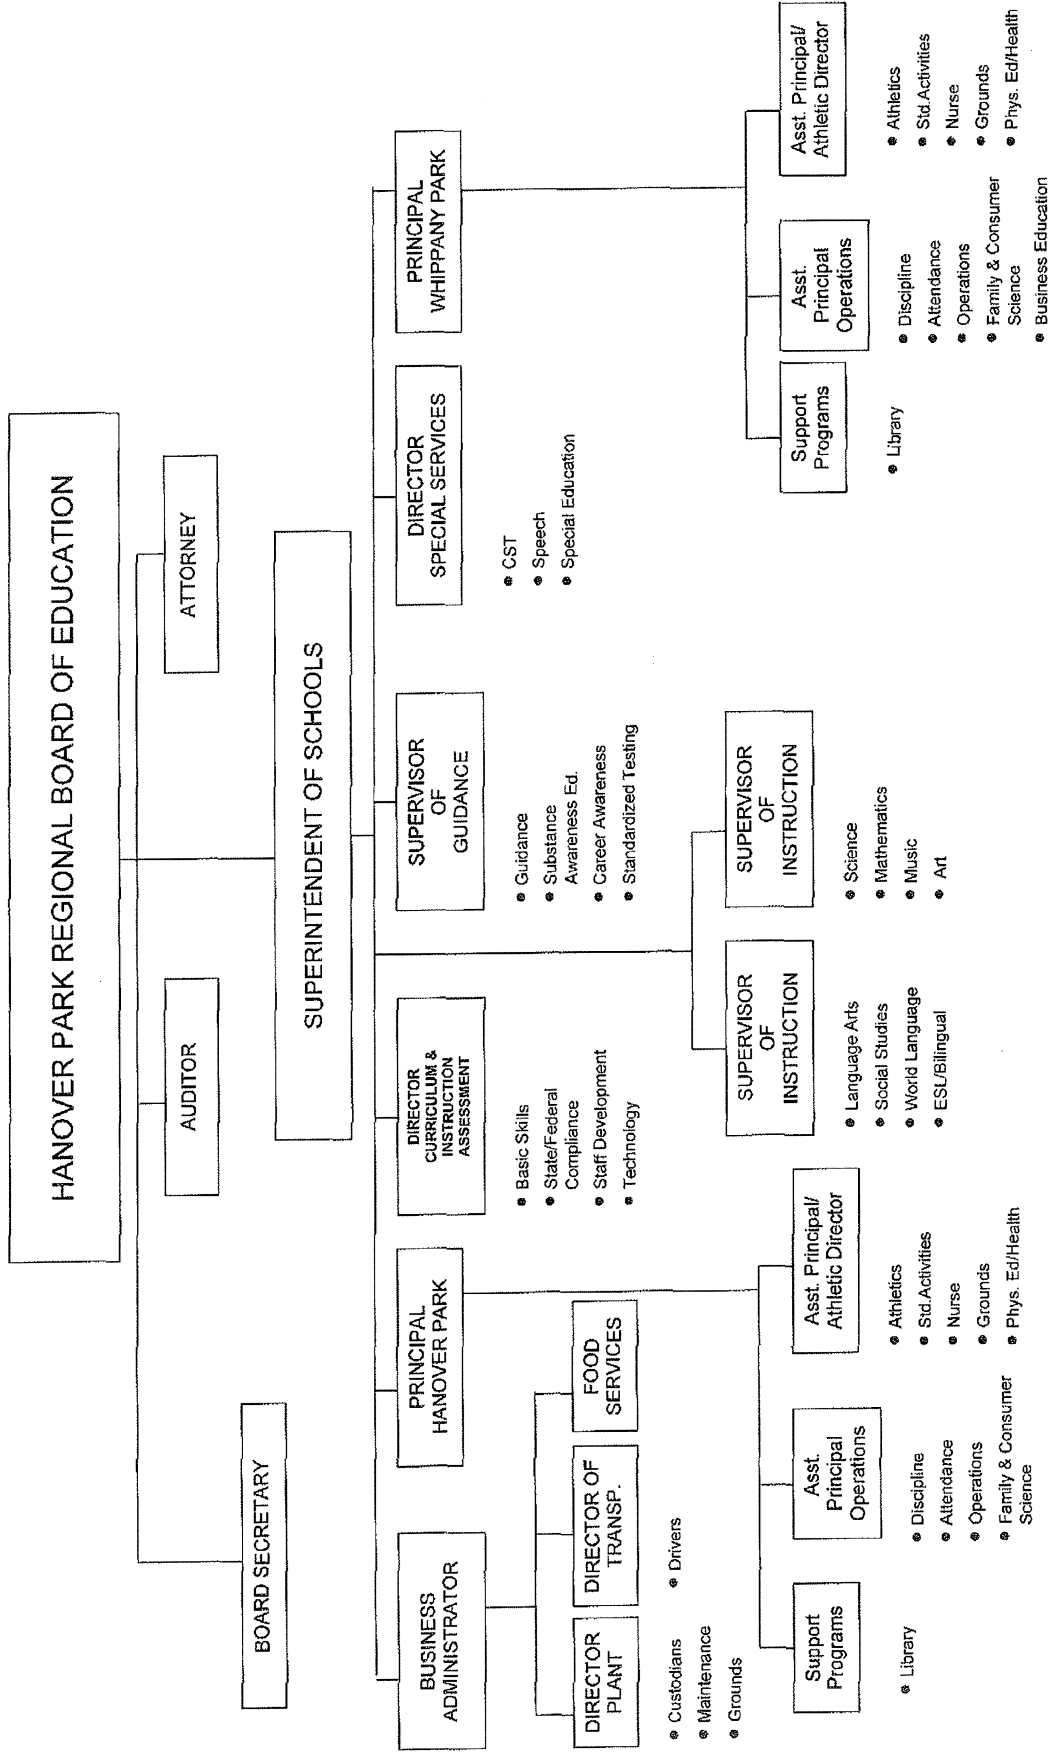 HANOVER PARK REGIONAL BOARD OF EDUCATION
BOARD SECRETARY
AUDITOR
ATTORNEY
SUPERINTENDENT OF SCHOOLS
BUSINESS
ADMINISTRATOR
PRINCIPAL
HANOVER PARK
DIRECTOR
CURRICULUM &
INSTRUCTION
ASSESSMENT
SUPERVISOR
OF
GUIDANCE
DIRECTOR
SPECIAL SERVICES
PRINCIPAL
WHIPPANY PARK
• Basic Skills
• State/Federal
Compliance
• Staff Development
• Technology
• Guidance
• Substance
Awareness Ed.
• Career Awareness
• Standardized Testing
• CST
• Speech
• Special Education
DIRECTOR
PLANT
DIRECTOR OF
TRANSP.
FOOD
SERVICES
• Custodians
• Maintenance
• Grounds
• Drivers
SUPERVISOR
OF
INSTRUCTION
SUPERVISOR
OF
INSTRUCTION
• Language Arts
• Social Studies
• World Language
• ESL/Bilingual
• Science
• Mathematics
• Music
• Art
Support
Programs
Asst.
Principal
Operations
Asst. Principal/
Athletic Director
• Library
• Discipline
• Attendance
• Operations
• Family & Consumer
Science
• Athletics
• Std.Activities
• Nurse
• Grounds
• Phys. Ed/Health
Support
Programs
Asst.
Principal
Operations
Asst. Principal/
Athletic Director
• Library
• Discipline
• Attendance
• Operations
• Family & Consumer
Science
• Business Education
• Athletics
• Std.Activities
• Nurse
• Grounds
• Phys. Ed/Health